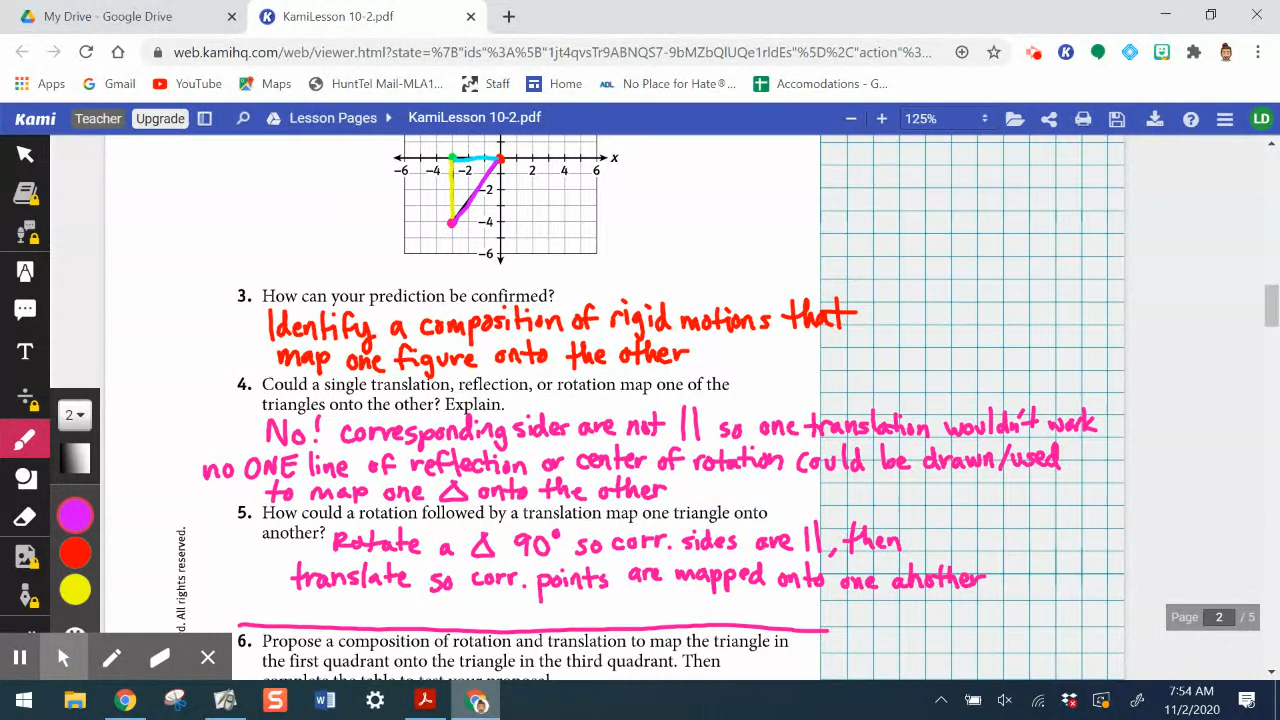 My Drive - Google Drive
KamiLesson 10-2.pdf
web.kamihq.com/web/viewer.html?state=%7B"ids"%3A%5B"1jt4qvsTr9ABNQS7-9bMZbQlUQe1rldEs"%5D%2C"action"%3...
Apps Gmail YouTube Maps HuntTel Mail-MLA1... Staff Home ADL No Place for Hate®... Accomodations - G...
Kami Teacher Upgrade Lesson Pages KamiLesson 10-2.pdf 125% LD
x
-6 -4 -2 2 4 6
-2
-4
-6
3. How can your prediction be confirmed?
Identify a composition of rigid motions that
map one figure onto the other
4. Could a single translation, reflection, or rotation map one of the
triangles onto the other? Explain.
No! corresponding sides are not || so one translation wouldn't work
no ONE line of reflection or center of rotation could be drawn/used
to map one △ onto the other
5. How could a rotation followed by a translation map one triangle onto
another?
Rotate a △ 90° so corr. sides are ||, then
translate so corr. points are mapped onto one another
d. All rights reserved.
6. Propose a composition of rotation and translation to map the triangle in
the first quadrant onto the triangle in the third quadrant. Then
complete the table to test your proposal.
2
Page 2 / 5
7:54 AM
11/2/2020